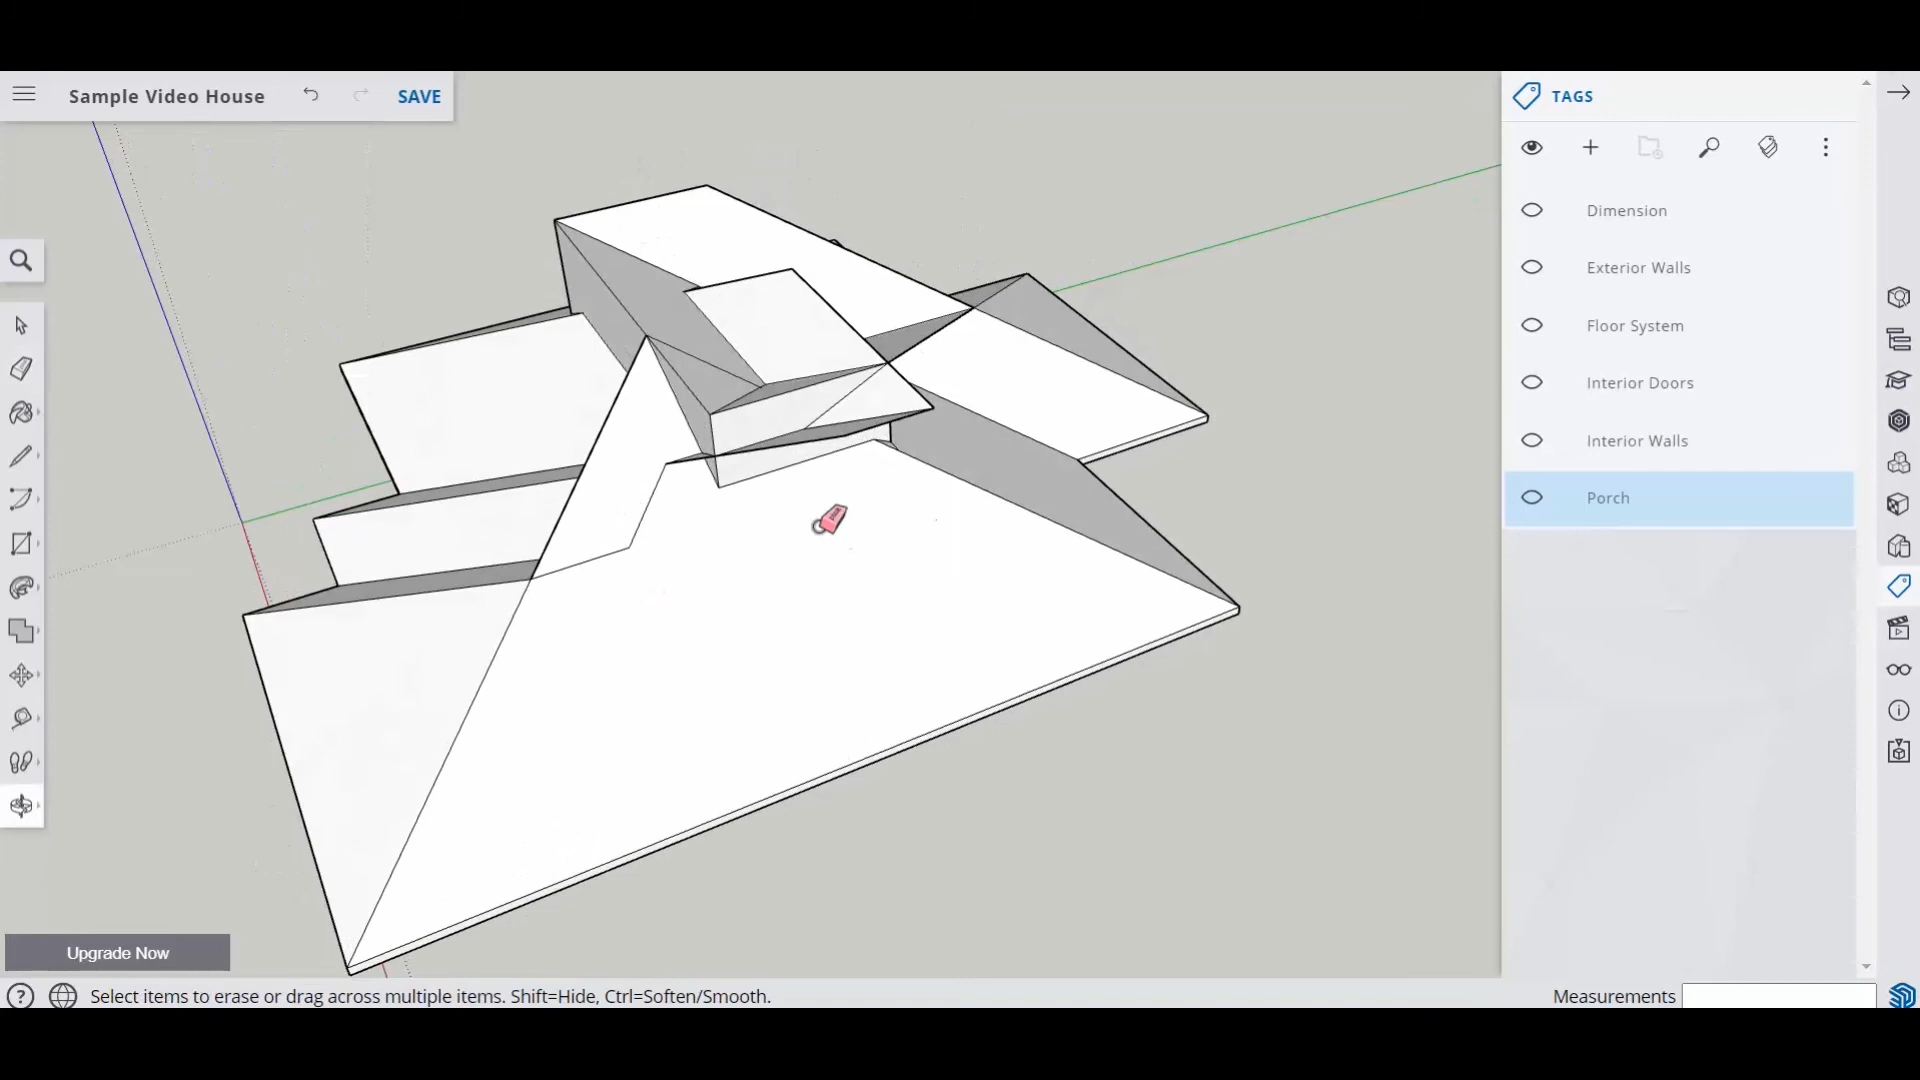 Sample Video House
SAVE
TAGS
Dimension
Exterior Walls
Floor System
Interior Doors
Interior Walls
Porch
Upgrade Now
Select items to erase or drag across multiple items. Shift=Hide, Ctrl=Soften/Smooth.
Measurements